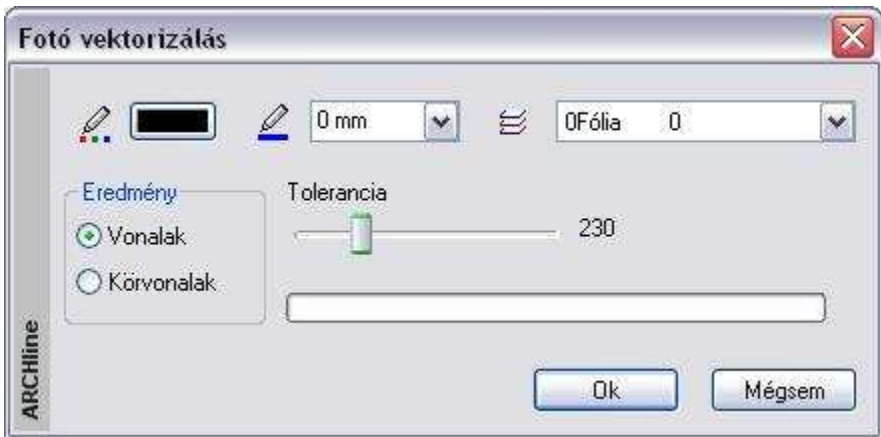 Fotó vektorizálás
0 mm
0Fólia 0
Eredmény
Vonalak
Körvonalak
Tolerancia
230
ARCHline
Ok
Mégsem